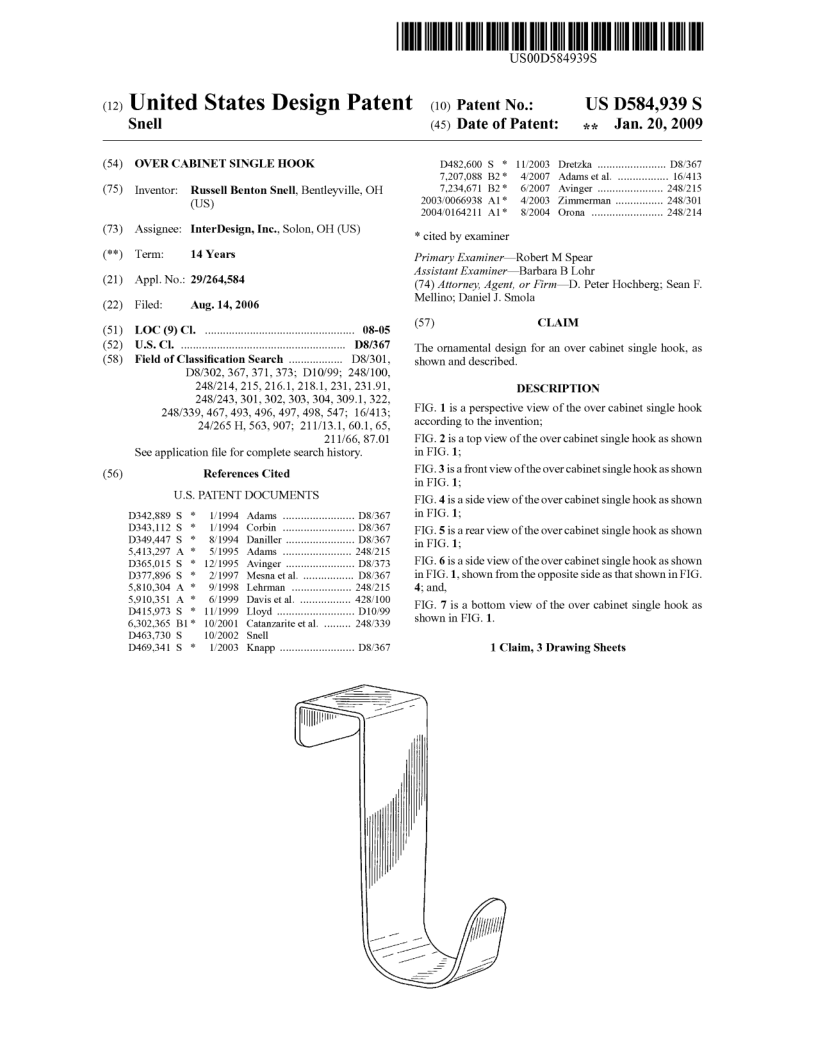 US00D584939S
(12) United States Design Patent
Snell
(10) Patent No.: US D584,939 S
(45) Date of Patent: ** Jan. 20, 2009
(54) OVER CABINET SINGLE HOOK
(75) Inventor: Russell Benton Snell, Bentleyville, OH
(US)
(73) Assignee: InterDesign, Inc., Solon, OH (US)
(**) Term: 14 Years
(21) Appl. No.: 29/264,584
(22) Filed: Aug. 14, 2006
(51) LOC (9) Cl. .................................................. 08-05
(52) U.S. Cl. ....................................................... D8/367
(58) Field of Classification Search .................. D8/301,
D8/302, 367, 371, 373; D10/99; 248/100,
248/214, 215, 216.1, 218.1, 231, 231.91,
248/243, 301, 302, 303, 304, 309.1, 322,
248/339, 467, 493, 496, 497, 498, 547; 16/413;
24/265 H, 563, 907; 211/13.1, 60.1, 65,
211/66, 87.01
See application file for complete search history.
(56) References Cited
U.S. PATENT DOCUMENTS
D342,889 S * 1/1994 Adams ........................ D8/367
D343,112 S * 1/1994 Corbin ........................ D8/367
D349,447 S * 8/1994 Daniller ....................... D8/367
5,413,297 A * 5/1995 Adams ....................... 248/215
D365,015 S * 12/1995 Avinger ....................... D8/373
D377,896 S * 2/1997 Mesna et al. ................. D8/367
5,810,304 A * 9/1998 Lehrman .................... 248/215
5,910,351 A * 6/1999 Davis et al. ................. 428/100
D415,973 S * 11/1999 Lloyd .......................... D10/99
6,302,365 B1 * 10/2001 Catanzarite et al. ......... 248/339
D463,730 S 10/2002 Snell
D469,341 S * 1/2003 Knapp ......................... D8/367
D482,600 S * 11/2003 Dretzka ....................... D8/367
7,207,088 B2 * 4/2007 Adams et al. ................. 16/413
7,234,671 B2 * 6/2007 Avinger ...................... 248/215
2003/0066938 A1 * 4/2003 Zimmerman ................ 248/301
2004/0164211 A1 * 8/2004 Orona ........................ 248/214
* cited by examiner
Primary Examiner—Robert M Spear
Assistant Examiner—Barbara B Lohr
(74) Attorney, Agent, or Firm—D. Peter Hochberg; Sean F.
Mellino; Daniel J. Smola
(57) CLAIM
The ornamental design for an over cabinet single hook, as
shown and described.
DESCRIPTION
FIG. 1 is a perspective view of the over cabinet single hook
according to the invention;
FIG. 2 is a top view of the over cabinet single hook as shown
in FIG. 1;
FIG. 3 is a front view of the over cabinet single hook as shown
in FIG. 1;
FIG. 4 is a side view of the over cabinet single hook as shown
in FIG. 1;
FIG. 5 is a rear view of the over cabinet single hook as shown
in FIG. 1;
FIG. 6 is a side view of the over cabinet single hook as shown
in FIG. 1, shown from the opposite side as that shown in FIG.
4; and,
FIG. 7 is a bottom view of the over cabinet single hook as
shown in FIG. 1.
1 Claim, 3 Drawing Sheets